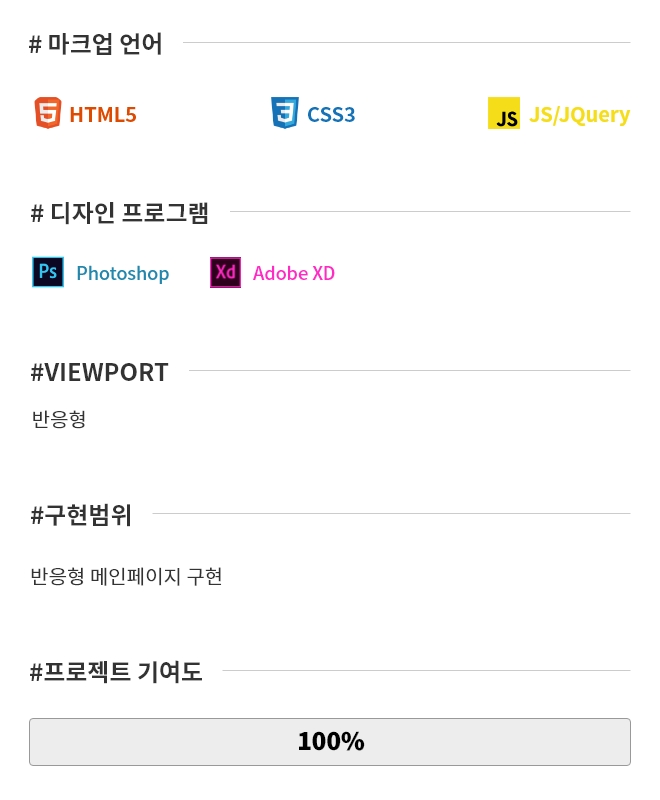 # 마크업 언어
5 HTML5 3 CSS3 JS JS/JQuery
# 디자인 프로그램
Ps Photoshop Xd Adobe XD
#VIEWPORT
반응형
#구현범위
반응형 메인페이지 구현
#프로젝트 기여도
100%